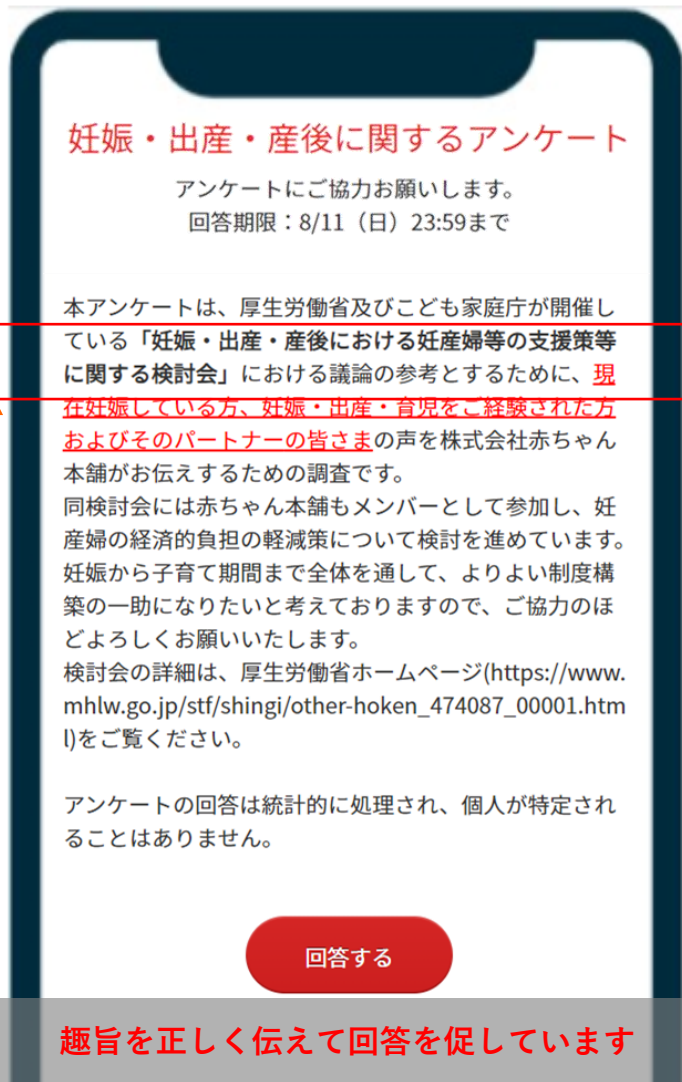 妊娠・出産・産後に関するアンケート
アンケートにご協力お願いします。
回答期限：8/11（日）23:59まで
本アンケートは、厚生労働省及びこども家庭庁が開催し
ている「妊娠・出産・産後における妊産婦等の支援策等
に関する検討会」における議論の参考とするために、現
在妊娠している方、妊娠・出産・育児をご経験された方
およびそのパートナーの皆さまの声を株式会社赤ちゃん
本舗がお伝えするための調査です。
同検討会には赤ちゃん本舗もメンバーとして参加し、妊
産婦の経済的負担の軽減策について検討を進めています。
妊娠から子育て期間まで全体を通して、よりよい制度構
築の一助になりたいと考えておりますので、ご協力のほ
どよろしくお願いいたします。
検討会の詳細は、厚生労働省ホームページ(https://www.
mhlw.go.jp/stf/shingi/other-hoken_474087_00001.htm
l)をご覧ください。
アンケートの回答は統計的に処理され、個人が特定され
ることはありません。
回答する
趣旨を正しく伝えて回答を促しています